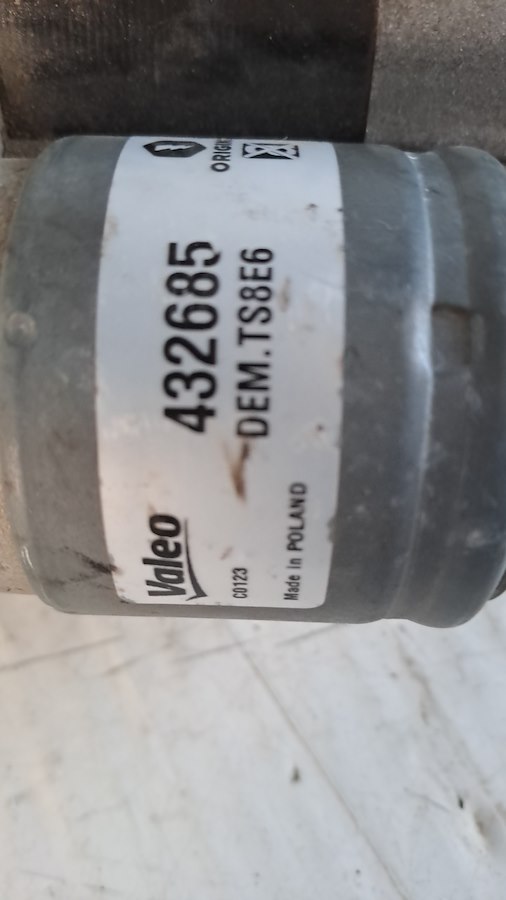 Valeo
432685
C0123
DEM.TS8E6
Made in POLAND